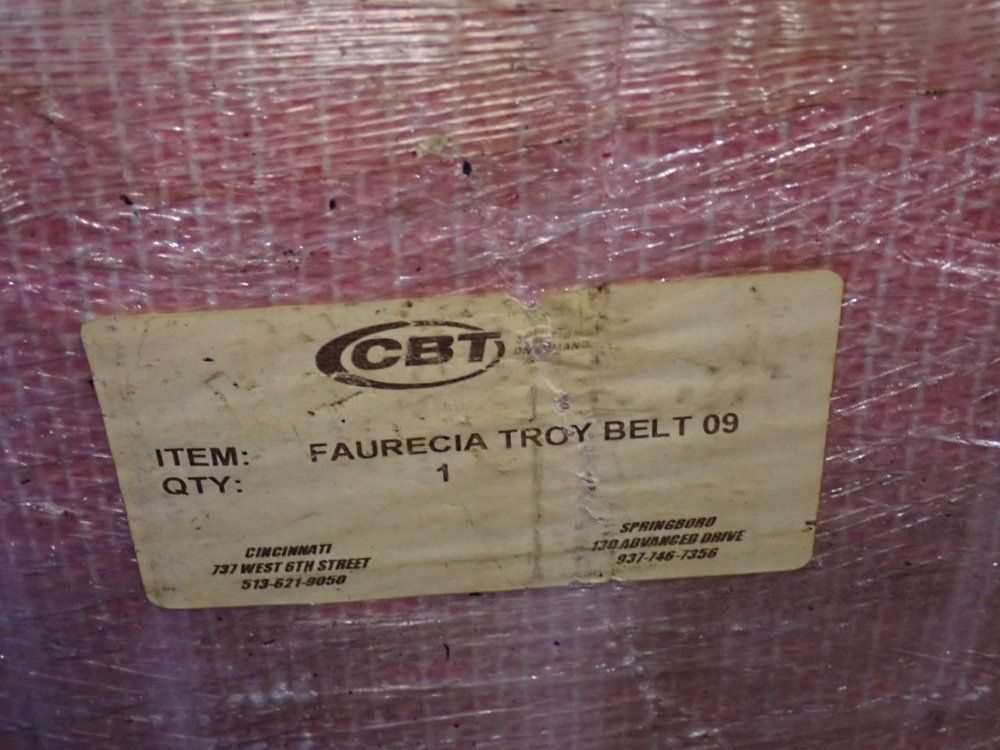 CBT
ITEM: FAURECIA TROY BELT 09
QTY: 1
CINCINNATI
737 WEST 6TH STREET
513-621-9050
SPRINGBORO
130 ADVANCED DRIVE
937-746-7356